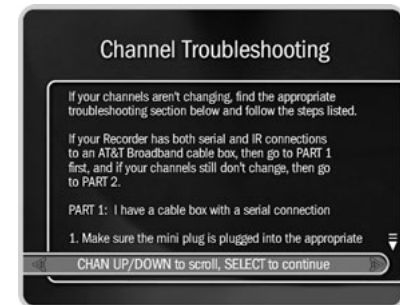 Channel Troubleshooting
If your channels aren't changing, find the appropriate
troubleshooting section below and follow the steps listed.
If your Recorder has both serial and IR connections
to an AT&T Broadband cable box, then go to PART 1
first, and if your channels still don't change, then go
to PART 2.
PART 1: I have a cable box with a serial connection
1. Make sure the mini plug is plugged into the appropriate
CHAN UP/DOWN to scroll, SELECT to continue